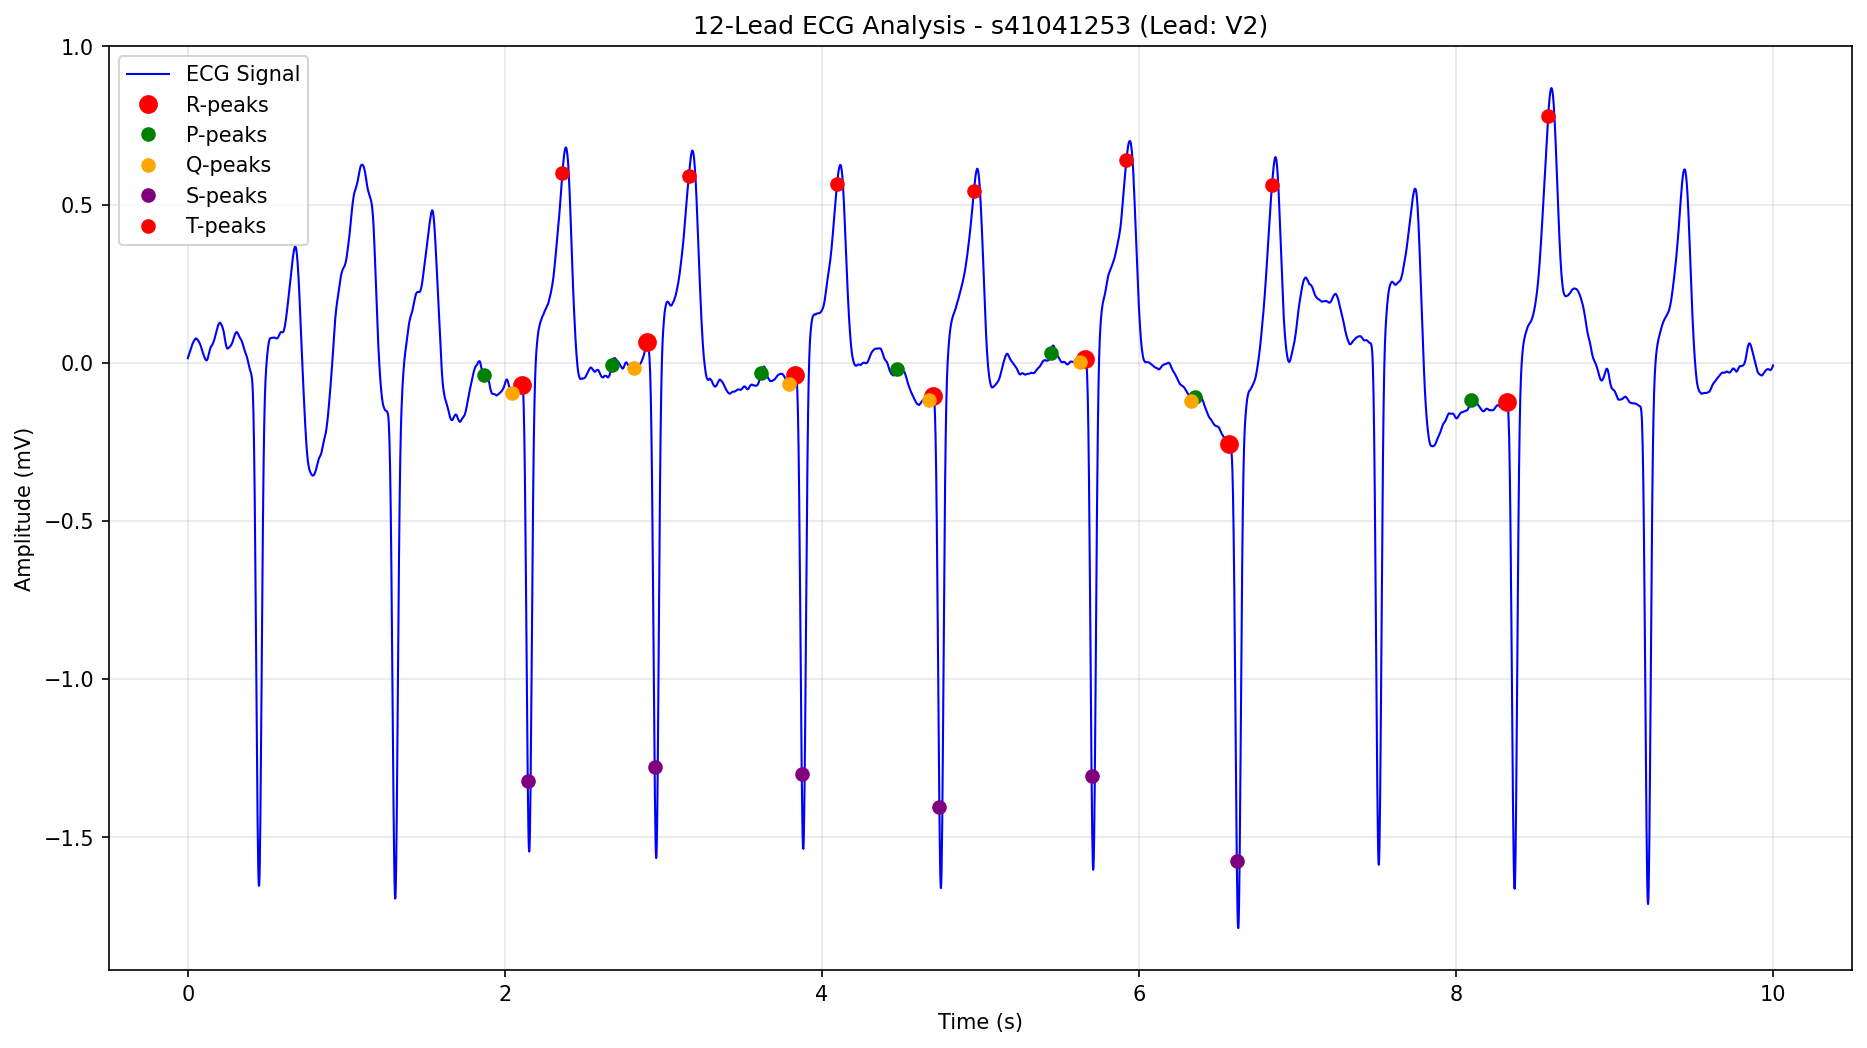 12-Lead ECG Analysis - s41041253 (Lead: V2)
ECG Signal
R-peaks
P-peaks
Q-peaks
S-peaks
T-peaks
1.0
0.5
0.0
−0.5
−1.0
−1.5
Amplitude (mV)
0 2 4 6 8 10
Time (s)